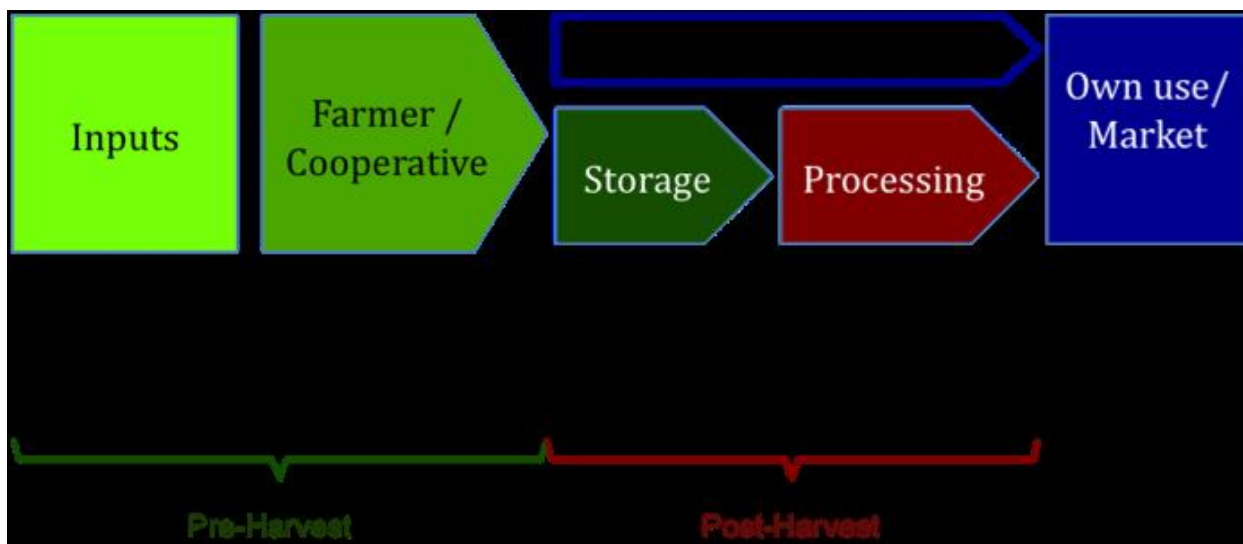 Inputs
Farmer /
Cooperative
Storage
Processing
Own use/
Market
Pre-Harvest
Post-Harvest